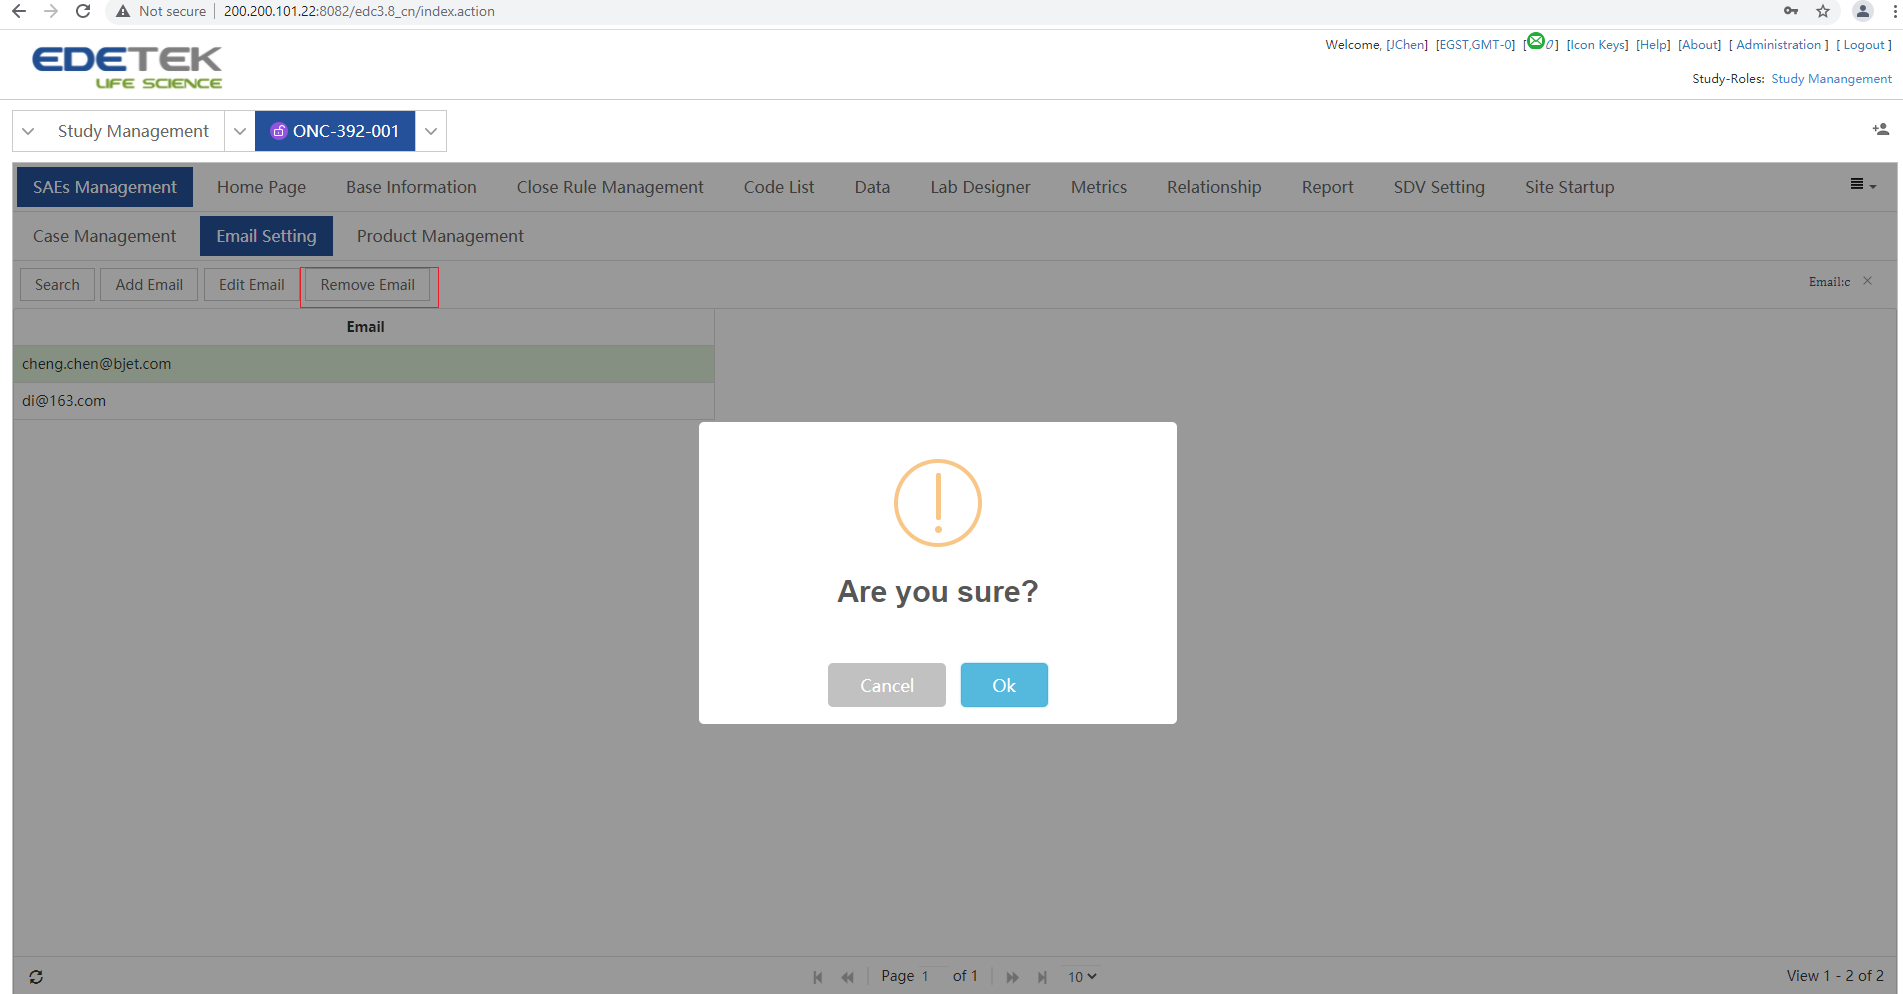 Not secure | 200.200.101.22:8082/edc3.8_cn/index.action
EDETEK
LIFE SCIENCE
Welcome, [JChen] [EGST,GMT-0] [0] [Icon Keys] [Help] [About] [ Administration ] [ Logout ]
Study-Roles: Study Manangement
Study Management ONC-392-001
SAEs Management Home Page Base Information Close Rule Management Code List Data Lab Designer Metrics Relationship Report SDV Setting Site Startup
Case Management Email Setting Product Management
Search Add Email Edit Email Remove Email Email:c
Email
cheng.chen@bjet.com
di@163.com
Are you sure?
Cancel Ok
Page 1 of 1 10 View 1 - 2 of 2